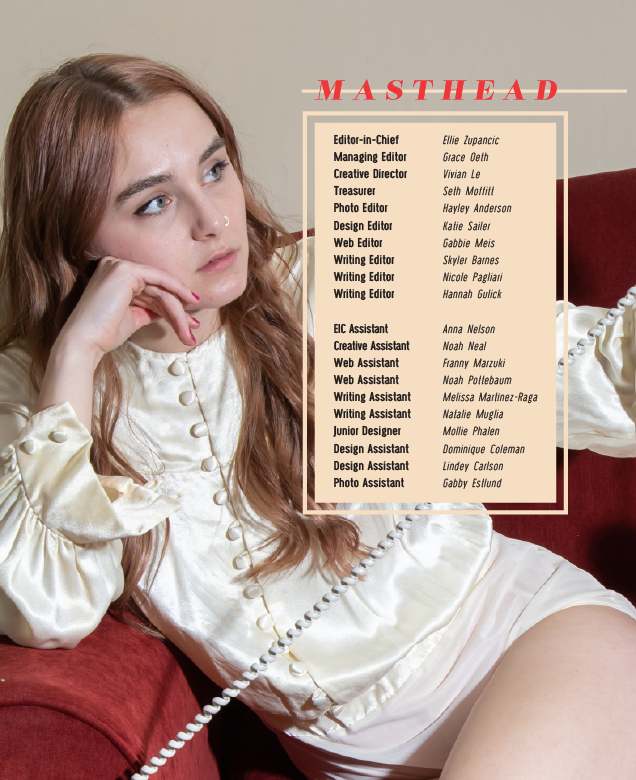 MASTHEAD
Editor-in-Chief Ellie Zupancic
Managing Editor Grace Oeth
Creative Director Vivian Le
Treasurer Seth Moffitt
Photo Editor Hayley Anderson
Design Editor Katie Sailer
Web Editor Gabbie Meis
Writing Editor Skyler Barnes
Writing Editor Nicole Pagliari
Writing Editor Hannah Gulick
EIC Assistant Anna Nelson
Creative Assistant Noah Neal
Web Assistant Franny Marzuki
Web Assistant Noah Pottebaum
Writing Assistant Melissa Martinez-Raga
Writing Assistant Natalie Muglia
Junior Designer Mollie Phalen
Design Assistant Dominique Coleman
Design Assistant Lindey Carlson
Photo Assistant Gabby Estlund